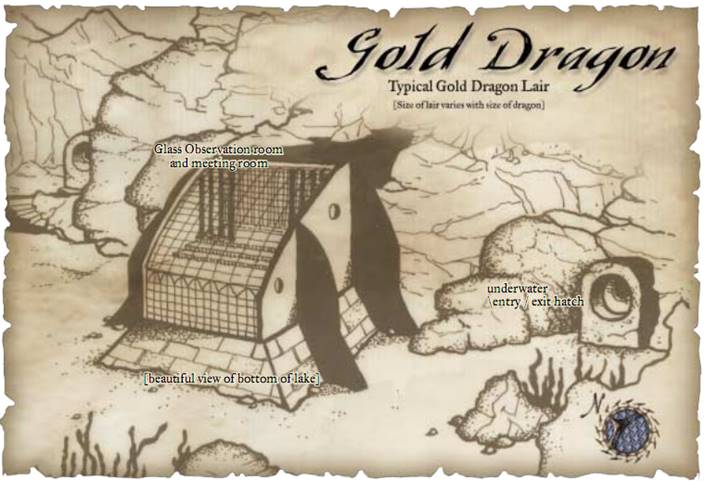 Gold Dragon
Typical Gold Dragon Lair
[Size of lair varies with size of dragon]
Glass Observation room
and meeting room
underwater
\entry / exit hatch
[beautiful view of bottom of lake]
N